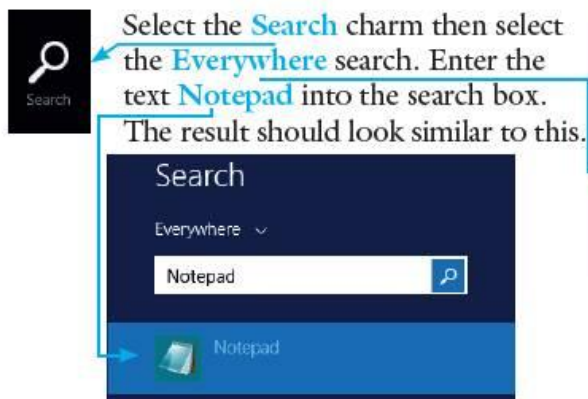 Select the Search charm then select
the Everywhere search. Enter the
text Notepad into the search box.
The result should look similar to this.
Search
Search
Everywhere
Notepad
Notepad